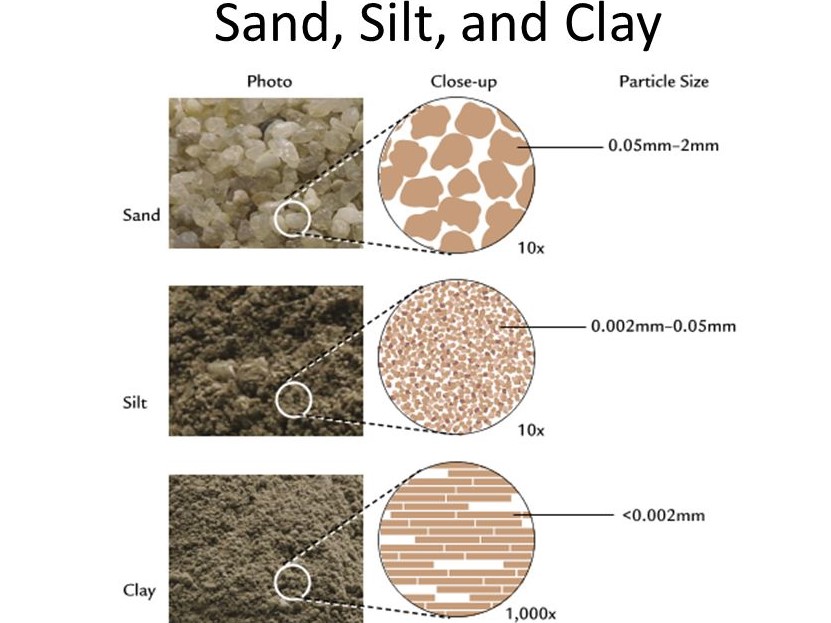 Sand, Silt, and Clay
Photo Close-up Particle Size
0.05mm–2mm
Sand
10x
0.002mm–0.05mm
Silt
10x
<0.002mm
Clay
1,000x